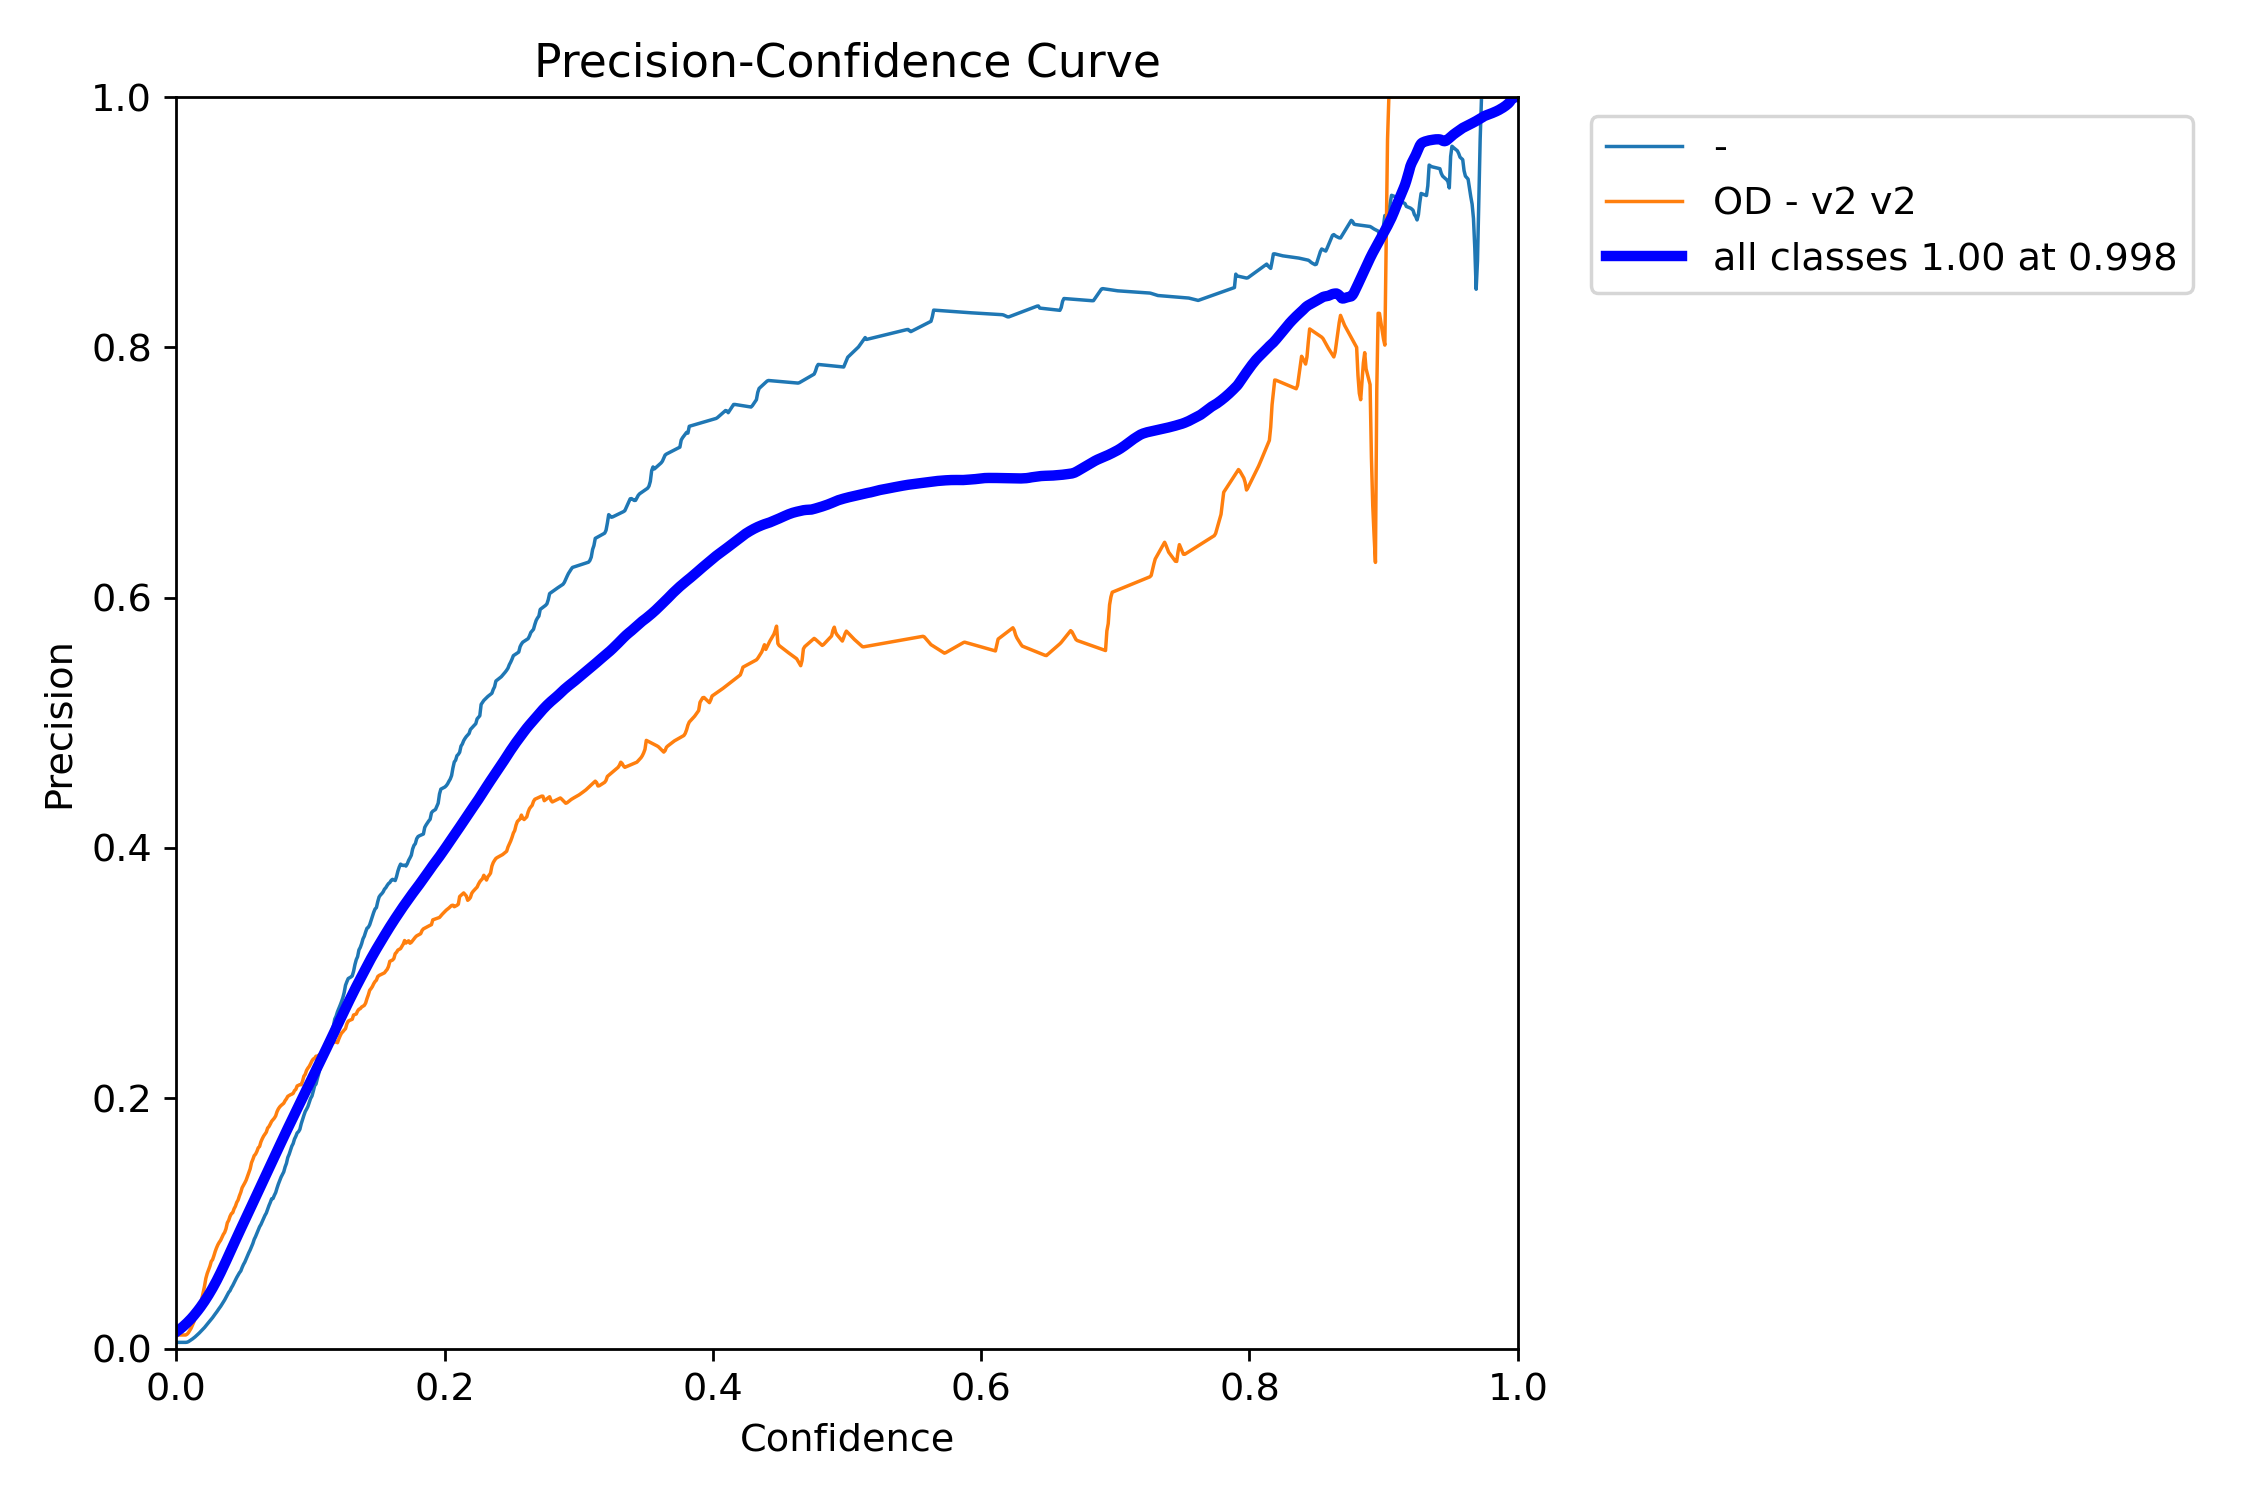 Precision-Confidence Curve
1.0
0.8
0.6
0.4
0.2
0.0
Precision
0.0 0.2 0.4 0.6 0.8 1.0
Confidence
-
OD - v2 v2
all classes 1.00 at 0.998